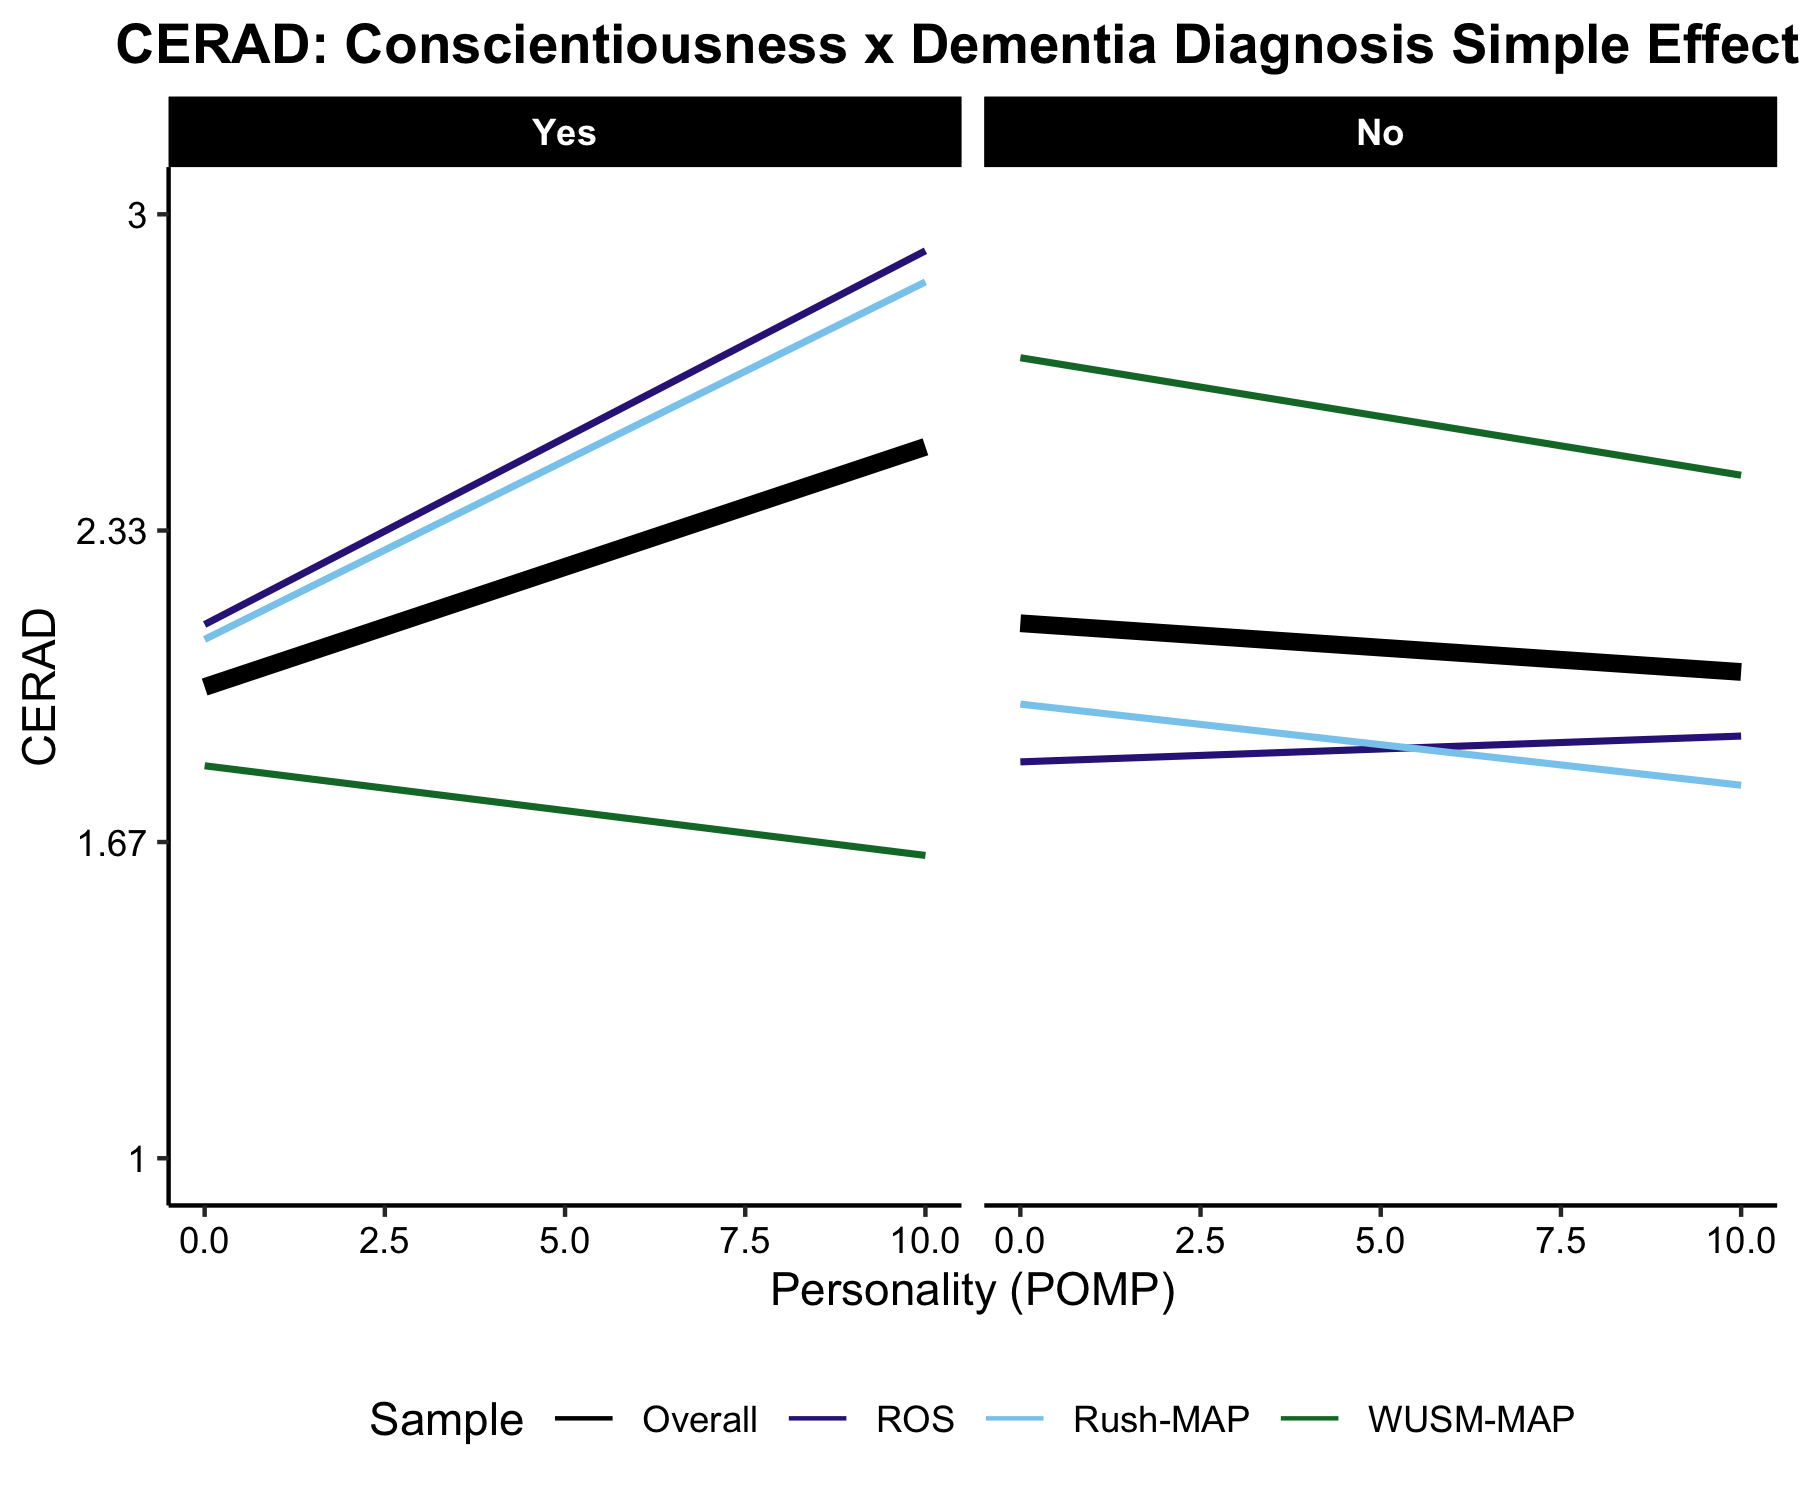 CERAD: Conscientiousness x Dementia Diagnosis Simple Effect
Yes No
3
2.33
1.67
1
CERAD
0.0 2.5 5.0 7.5 10.0 0.0 2.5 5.0 7.5 10.0
Personality (POMP)
Sample Overall ROS Rush-MAP WUSM-MAP